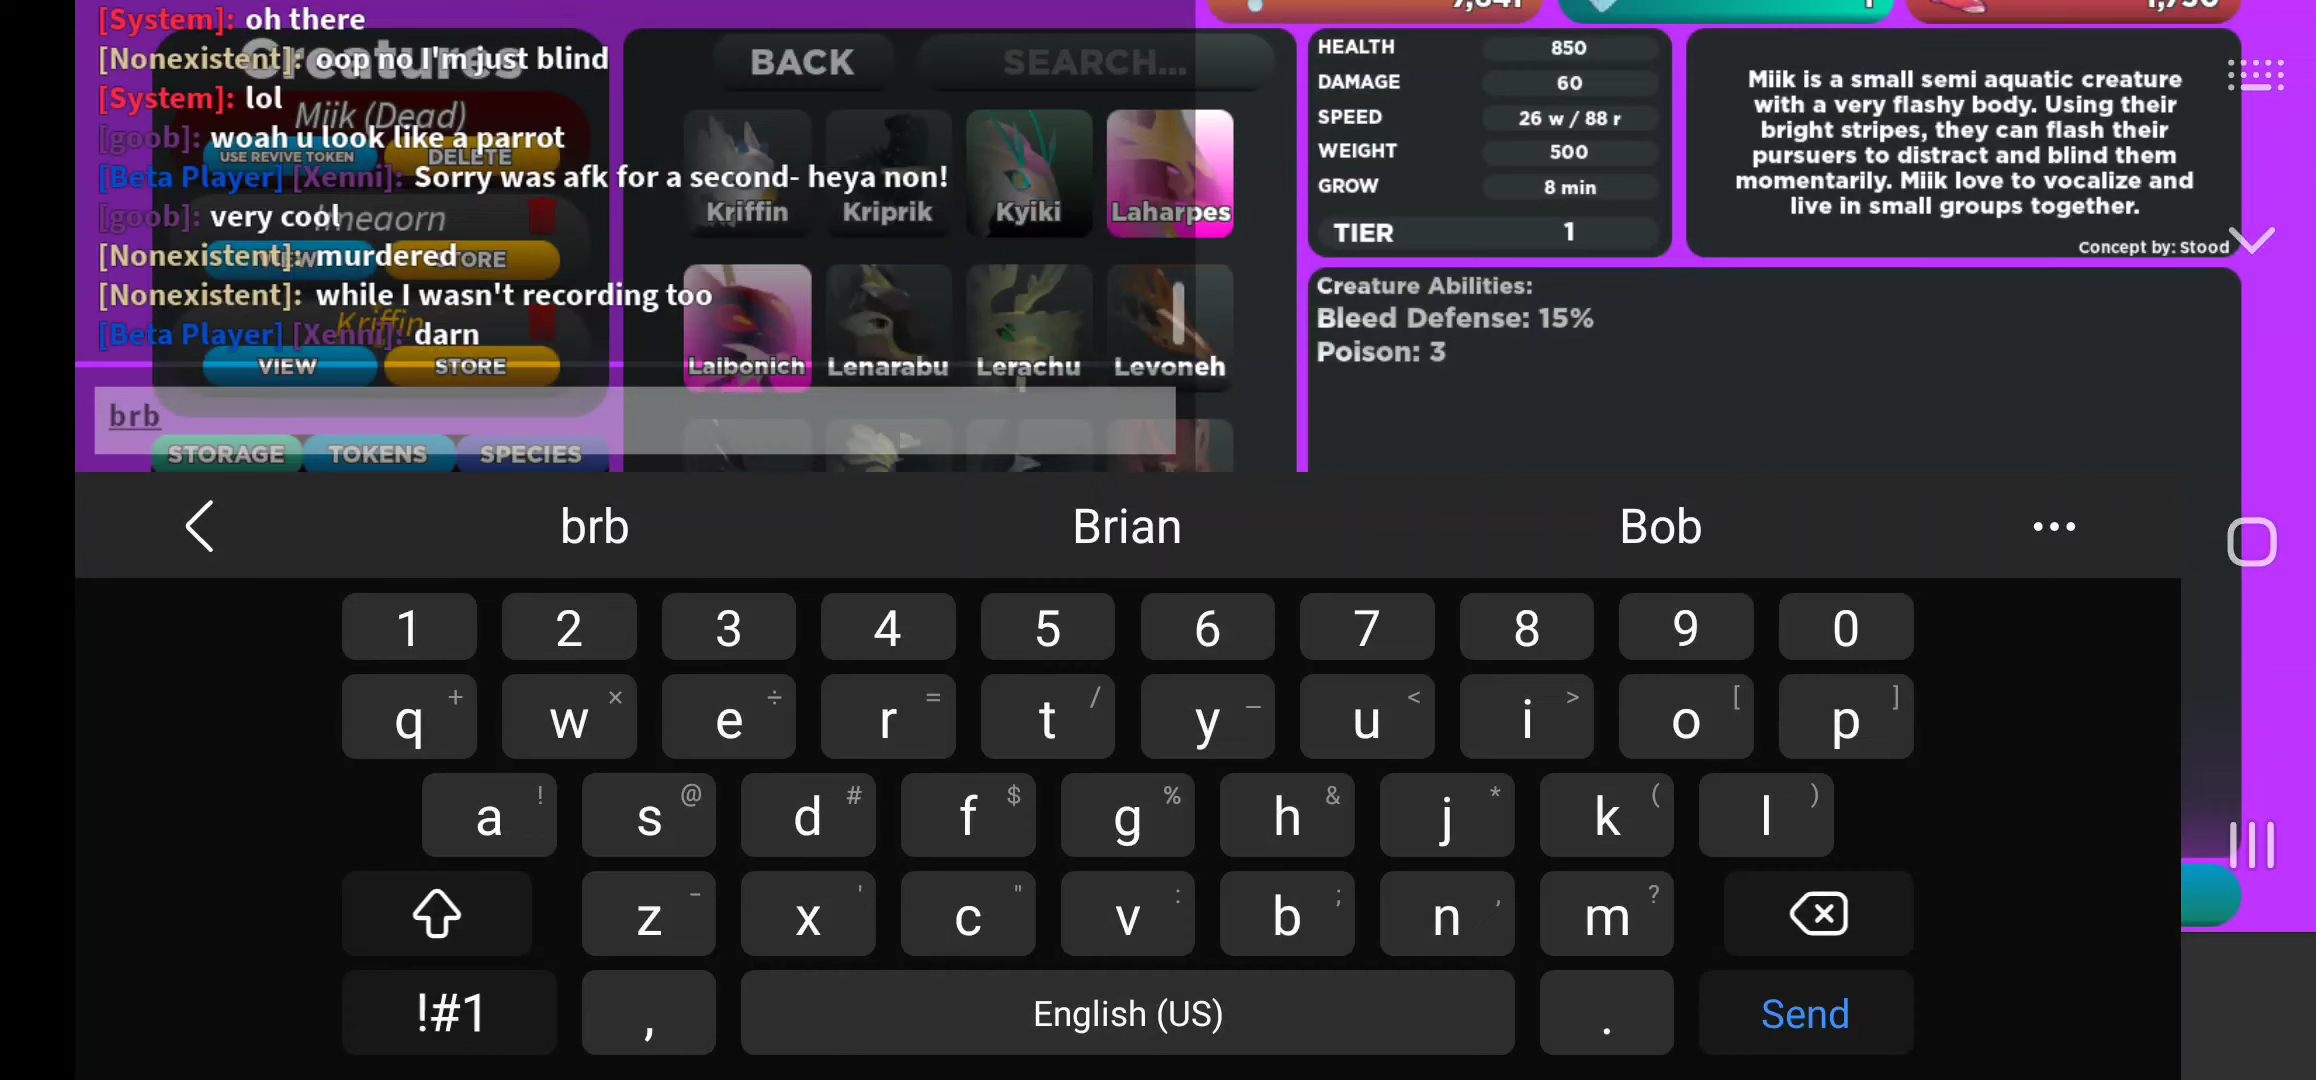 [System]: oh there
[Nonexistent]: oop no I'm just blind
[System]: lol
[goob]: woah u look like a parrot
[Beta Player] [Xenni]: Sorry was afk for a second- heya non!
[goob]: very cool
[Nonexistent]: murdered
[Nonexistent]: while I wasn't recording too
[Beta Player] [Xenni]: darn
brb
Creatures
Miik (Dead)
USE REVIVE TOKEN DELETE
VIEW STORE
Kriffin
VIEW STORE
STORAGE TOKENS SPECIES
BACK SEARCH...
Kriffin Kriprik Kyiki Laharpes
Laibonich Lenarabu Lerachu Levoneh
HEALTH 850
DAMAGE 60
SPEED 26 w / 88 r
WEIGHT 500
GROW 8 min
TIER 1
Miik is a small semi aquatic creature
with a very flashy body. Using their
bright stripes, they can flash their
pursuers to distract and blind them
momentarily. Miik love to vocalize and
live in small groups together.
Concept by: Stood
Creature Abilities:
Bleed Defense: 15%
Poison: 3
brb Brian Bob ...
1 2 3 4 5 6 7 8 9 0
q + w × e ÷ r = t / y _ u < i > o [ p ]
a ! s @ d # f $ g % h & j * k ( l )
z - x ' c " v : b ; n , m ?
!#1 , English (US) . Send